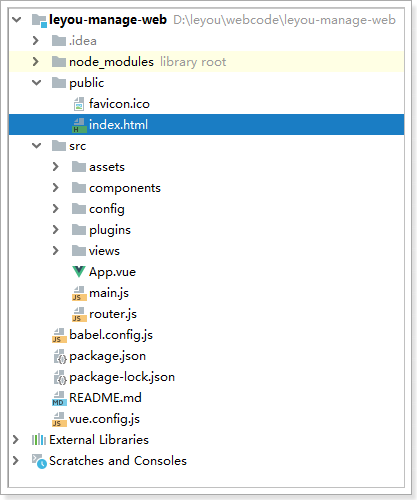 leyou-manage-web D:\leyou\webcode\leyou-manage-web
.idea
node_modules library root
public
favicon.ico
index.html
src
assets
components
config
plugins
views
App.vue
main.js
router.js
babel.config.js
package.json
package-lock.json
README.md
vue.config.js
External Libraries
Scratches and Consoles